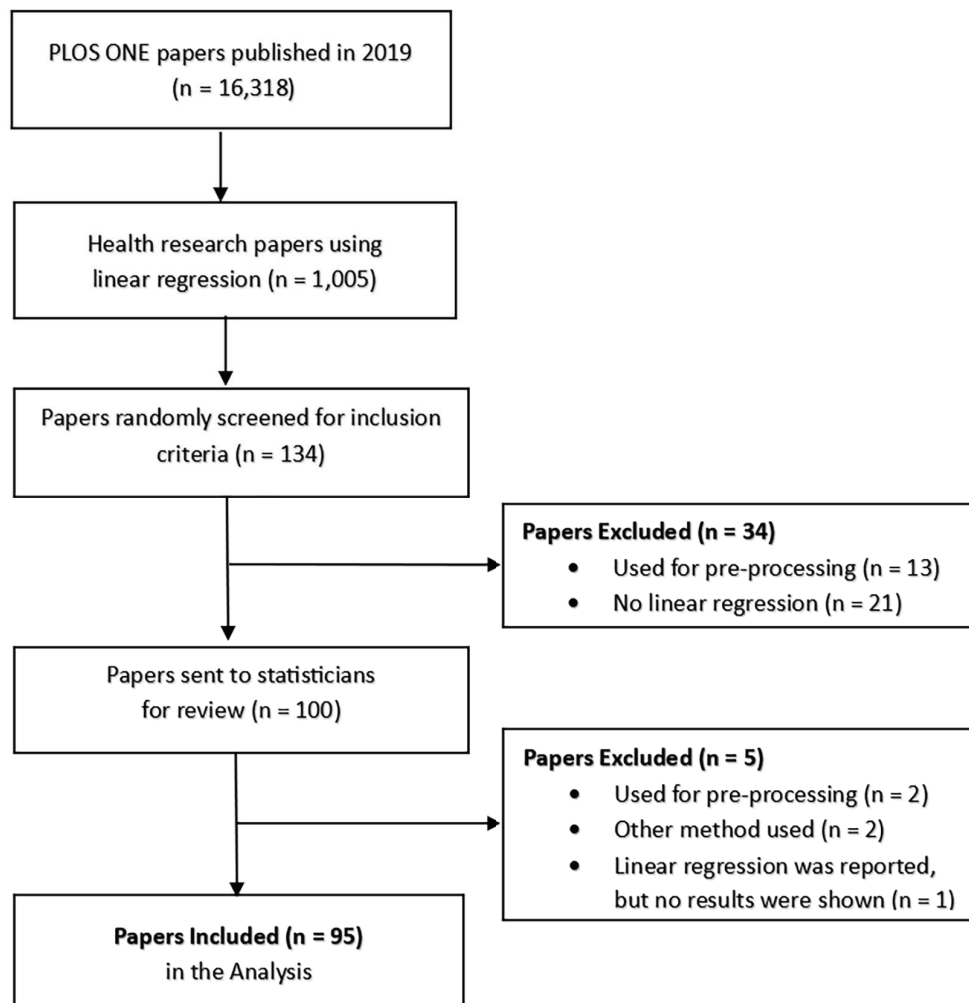 PLOS ONE papers published in 2019
(n = 16,318)
Health research papers using
linear regression (n = 1,005)
Papers randomly screened for inclusion
criteria (n = 134)
Papers Excluded (n = 34)
• Used for pre-processing (n = 13)
• No linear regression (n = 21)
Papers sent to statisticians
for review (n = 100)
Papers Excluded (n = 5)
• Used for pre-processing (n = 2)
• Other method used (n = 2)
• Linear regression was reported,
but no results were shown (n = 1)
Papers Included (n = 95)
in the Analysis